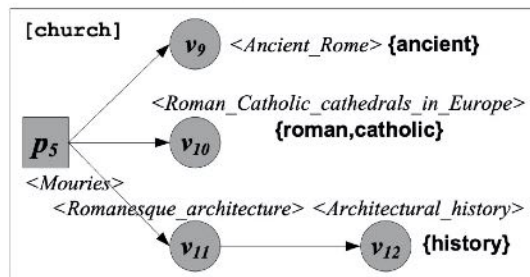 [church]
v9 <Ancient_Rome> {ancient}
<Roman_Catholic_cathedrals_in_Europe>
{roman,catholic}
p5
v10
<Mouries>
<Romanesque_architecture> <Architectural_history>
v11
v12
{history}